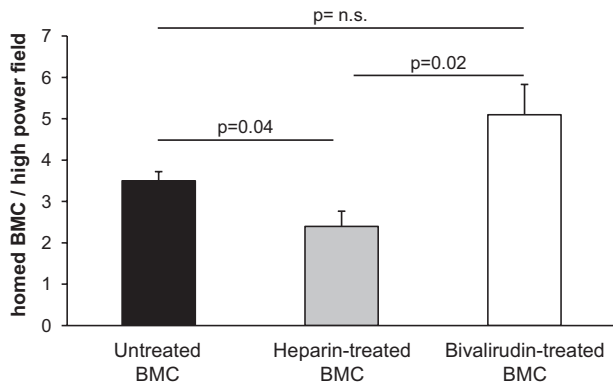 p= n.s.
p=0.02
p=0.04
homed BMC / high power field
7
6
5
4
3
2
1
0
Untreated
BMC
Heparin-treated
BMC
Bivalirudin-treated
BMC